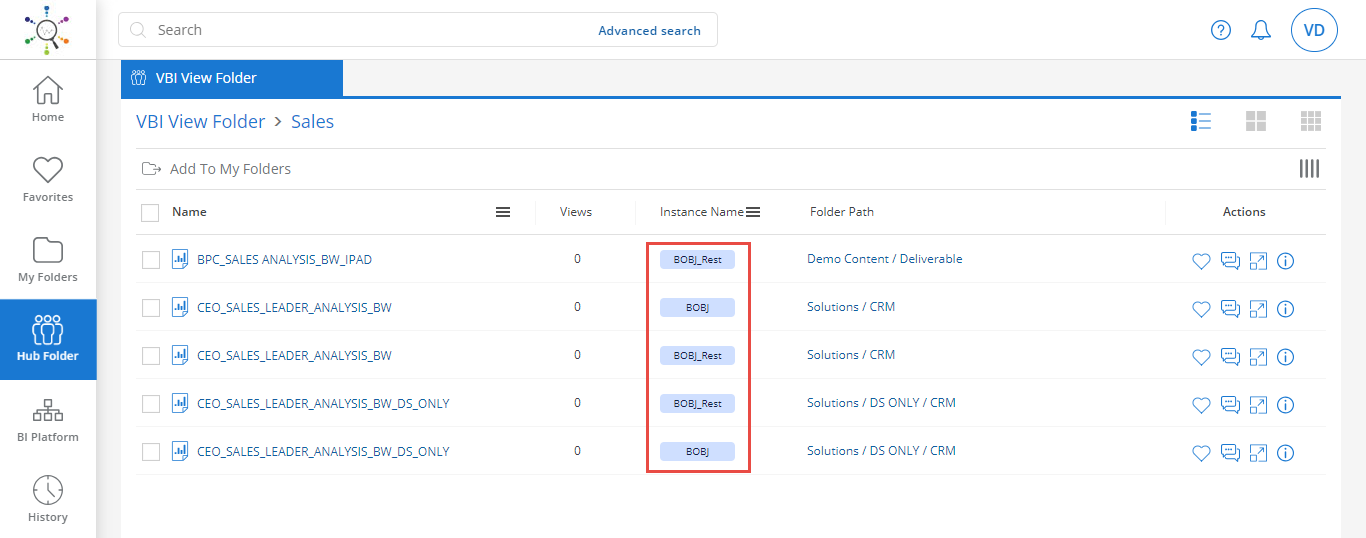 Search Advanced search ? VD
Home
Favorites
My Folders
Hub Folder
BI Platform
History
VBI View Folder
VBI View Folder > Sales
Add To My Folders
Name Views Instance Name Folder Path Actions
BPC_SALES ANALYSIS_BW_IPAD 0 BOBJ_Rest Demo Content / Deliverable
CEO_SALES_LEADER_ANALYSIS_BW 0 BOBJ Solutions / CRM
CEO_SALES_LEADER_ANALYSIS_BW 0 BOBJ_Rest Solutions / CRM
CEO_SALES_LEADER_ANALYSIS_BW_DS_ONLY 0 BOBJ_Rest Solutions / DS ONLY / CRM
CEO_SALES_LEADER_ANALYSIS_BW_DS_ONLY 0 BOBJ Solutions / DS ONLY / CRM